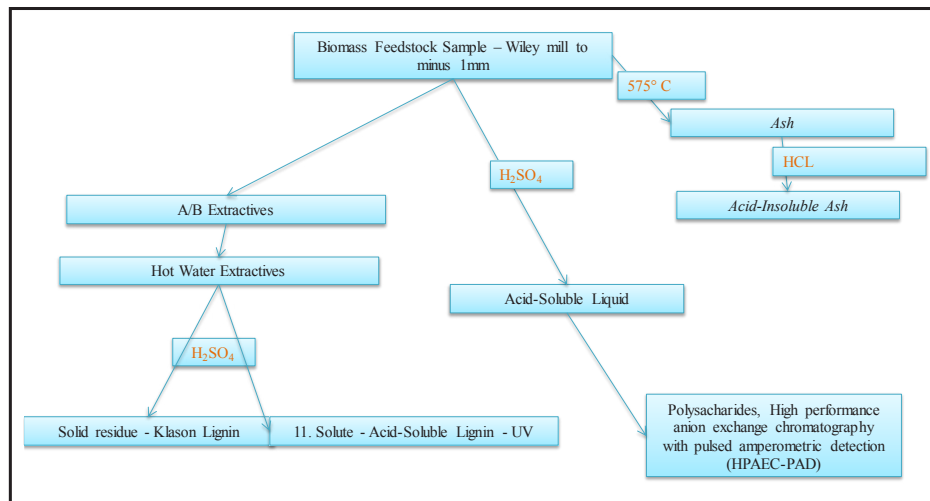 Biomass Feedstock Sample – Wiley mill to
minus 1mm
575° C
Ash
HCL
Acid-Insoluble Ash
H₂SO₄
A/B Extractives
Hot Water Extractives
Acid-Soluble Liquid
H₂SO₄
Solid residue - Klason Lignin
11. Solute - Acid-Soluble Lignin - UV
Polysacharides, High performance
anion exchange chromatography
with pulsed amperometric detection
(HPAEC-PAD)